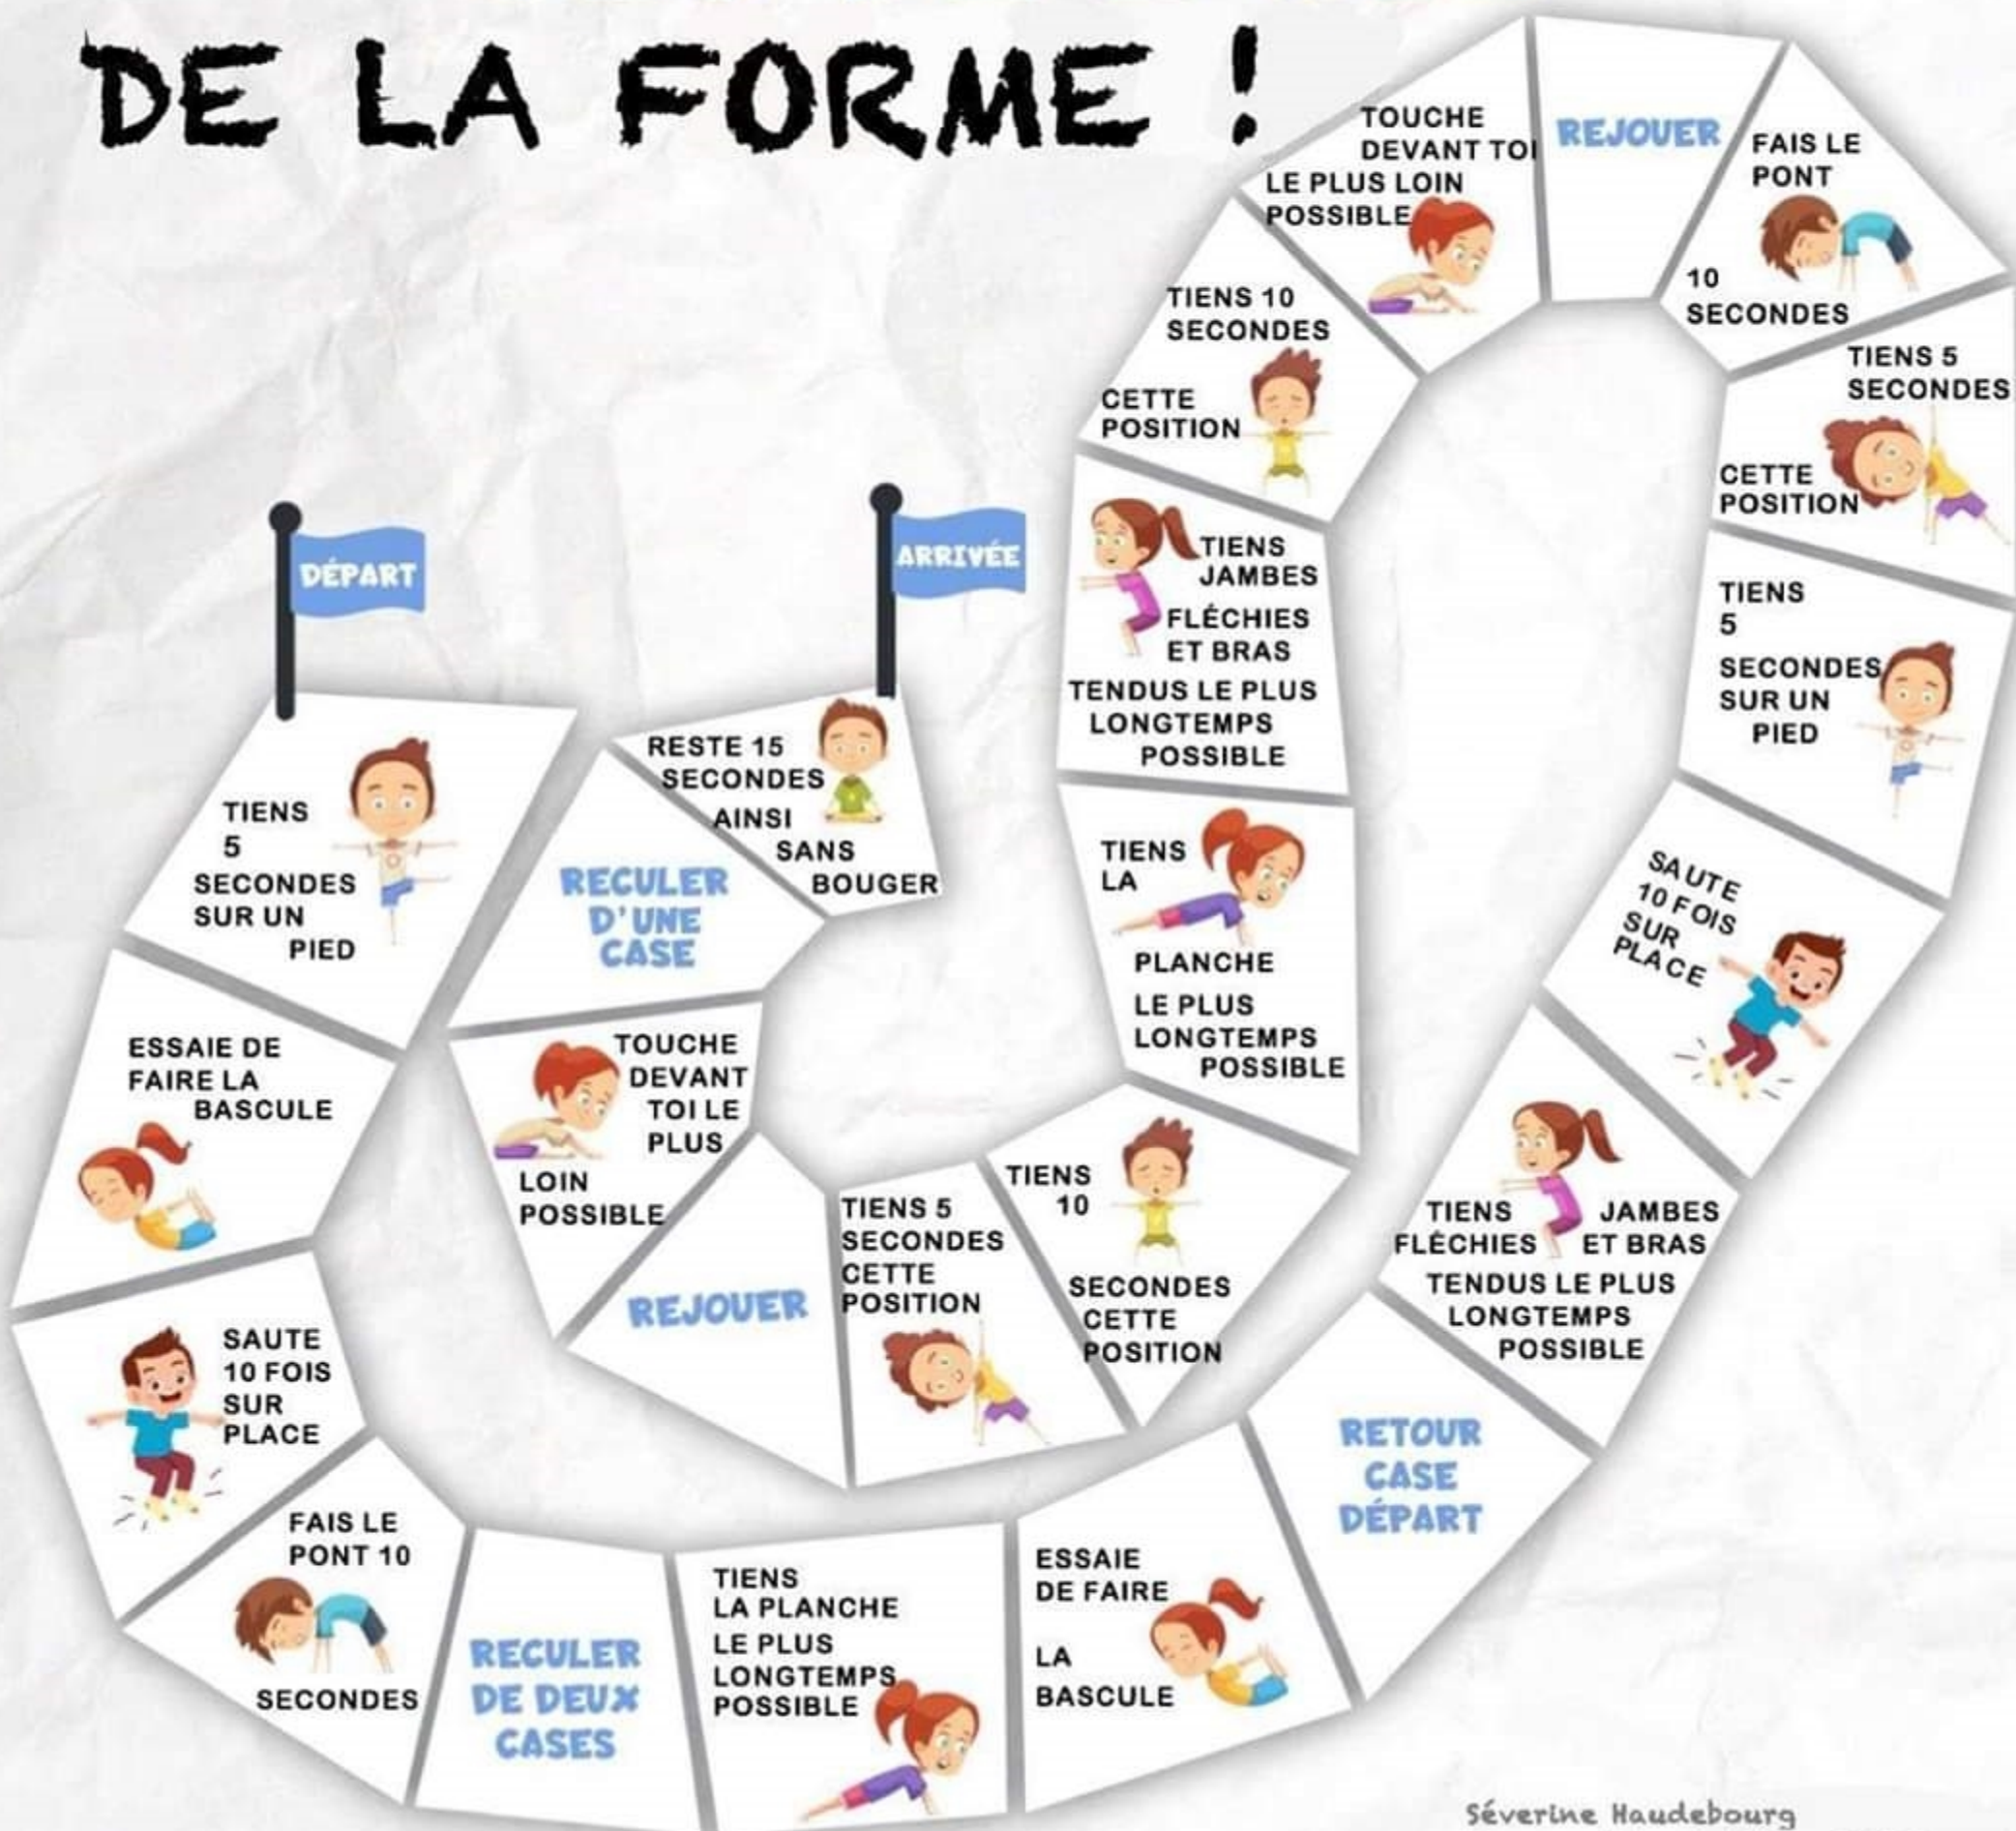 DE LA FORME !
DÉPART
TIENS
5
SECONDES
SUR UN
PIED
ESSAIE DE
FAIRE LA
BASCULE
SAUTE
10 FOIS
SUR
PLACE
FAIS LE
PONT 10
SECONDES
RECULER
DE DEUX
CASES
TIENS
LA PLANCHE
LE PLUS
LONGTEMPS
POSSIBLE
ESSAIE
DE FAIRE
LA
BASCULE
RETOUR
CASE
DÉPART
TIENS JAMBES
FLÉCHIES ET BRAS
TENDUS LE PLUS
LONGTEMPS
POSSIBLE
SAUTE
10 FOIS
SUR
PLACE
TIENS
5
SECONDES
SUR UN
PIED
TIENS 5
SECONDES
CETTE
POSITION
FAIS LE
PONT
10
SECONDES
REJOUER
TOUCHE
DEVANT TOI
LE PLUS LOIN
POSSIBLE
TIENS 10
SECONDES
CETTE
POSITION
TIENS
JAMBES
FLÉCHIES
ET BRAS
TENDUS LE PLUS
LONGTEMPS
POSSIBLE
TIENS
LA
PLANCHE
LE PLUS
LONGTEMPS
POSSIBLE
TIENS
10
SECONDES
CETTE
POSITION
TIENS 5
SECONDES
CETTE
POSITION
REJOUER
TOUCHE
DEVANT
TOI LE
PLUS
LOIN
POSSIBLE
RECULER
D'UNE
CASE
RESTE 15
SECONDES
AINSI
SANS
BOUGER
ARRIVÉE
Séverine Haudebourg